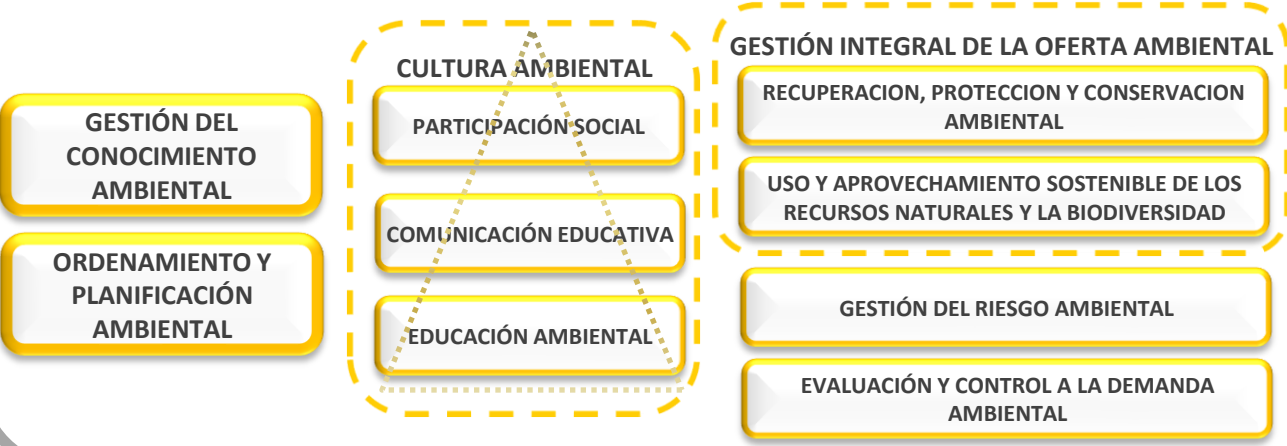 GESTIÓN DEL
CONOCIMIENTO
AMBIENTAL
ORDENAMIENTO Y
PLANIFICACIÓN
AMBIENTAL
CULTURA AMBIENTAL
PARTICIPACIÓN SOCIAL
COMUNICACIÓN EDUCATIVA
EDUCACIÓN AMBIENTAL
GESTIÓN INTEGRAL DE LA OFERTA AMBIENTAL
RECUPERACION, PROTECCION Y CONSERVACION
AMBIENTAL
USO Y APROVECHAMIENTO SOSTENIBLE DE LOS
RECURSOS NATURALES Y LA BIODIVERSIDAD
GESTIÓN DEL RIESGO AMBIENTAL
EVALUACIÓN Y CONTROL A LA DEMANDA
AMBIENTAL